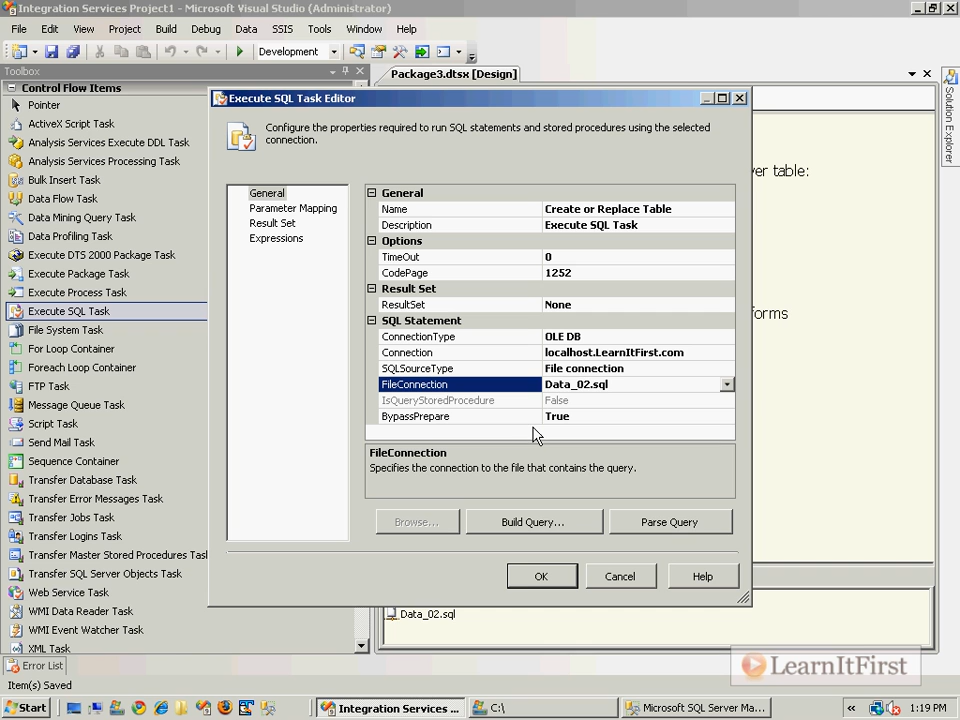 Integration Services Project1 - Microsoft Visual Studio (Administrator)
File Edit View Project Build Debug Data SSIS Tools Window Help
Development
Toolbox
Package3.dtsx [Design]
Control Flow Items
Pointer
ActiveX Script Task
Analysis Services Execute DDL Task
Analysis Services Processing Task
Bulk Insert Task
Data Flow Task
Data Mining Query Task
Data Profiling Task
Execute DTS 2000 Package Task
Execute Package Task
Execute Process Task
Execute SQL Task
File System Task
For Loop Container
Foreach Loop Container
FTP Task
Message Queue Task
Script Task
Send Mail Task
Sequence Container
Transfer Database Task
Transfer Error Messages Task
Transfer Jobs Task
Transfer Logins Task
Transfer Master Stored Procedures Task
Transfer SQL Server Objects Task
Web Service Task
WMI Data Reader Task
WMI Event Watcher Task
XML Task
Error List
Item(s) Saved
Execute SQL Task Editor
Configure the properties required to run SQL statements and stored procedures using the selected
connection.
General
Parameter Mapping
Result Set
Expressions
General
Name Create or Replace Table
Description Execute SQL Task
Options
TimeOut 0
CodePage 1252
Result Set
ResultSet None
SQL Statement
ConnectionType OLE DB
Connection localhost.LearnItFirst.com
SQLSourceType File connection
FileConnection Data_02.sql
IsQueryStoredProcedure False
BypassPrepare True
FileConnection
Specifies the connection to the file that contains the query.
Browse... Build Query... Parse Query
OK Cancel Help
ver table:
forms
Solution Explorer
Data_02.sql
LearnItFirst
Start Integration Services ... C:\ Microsoft SQL Server Ma... « 1:19 PM